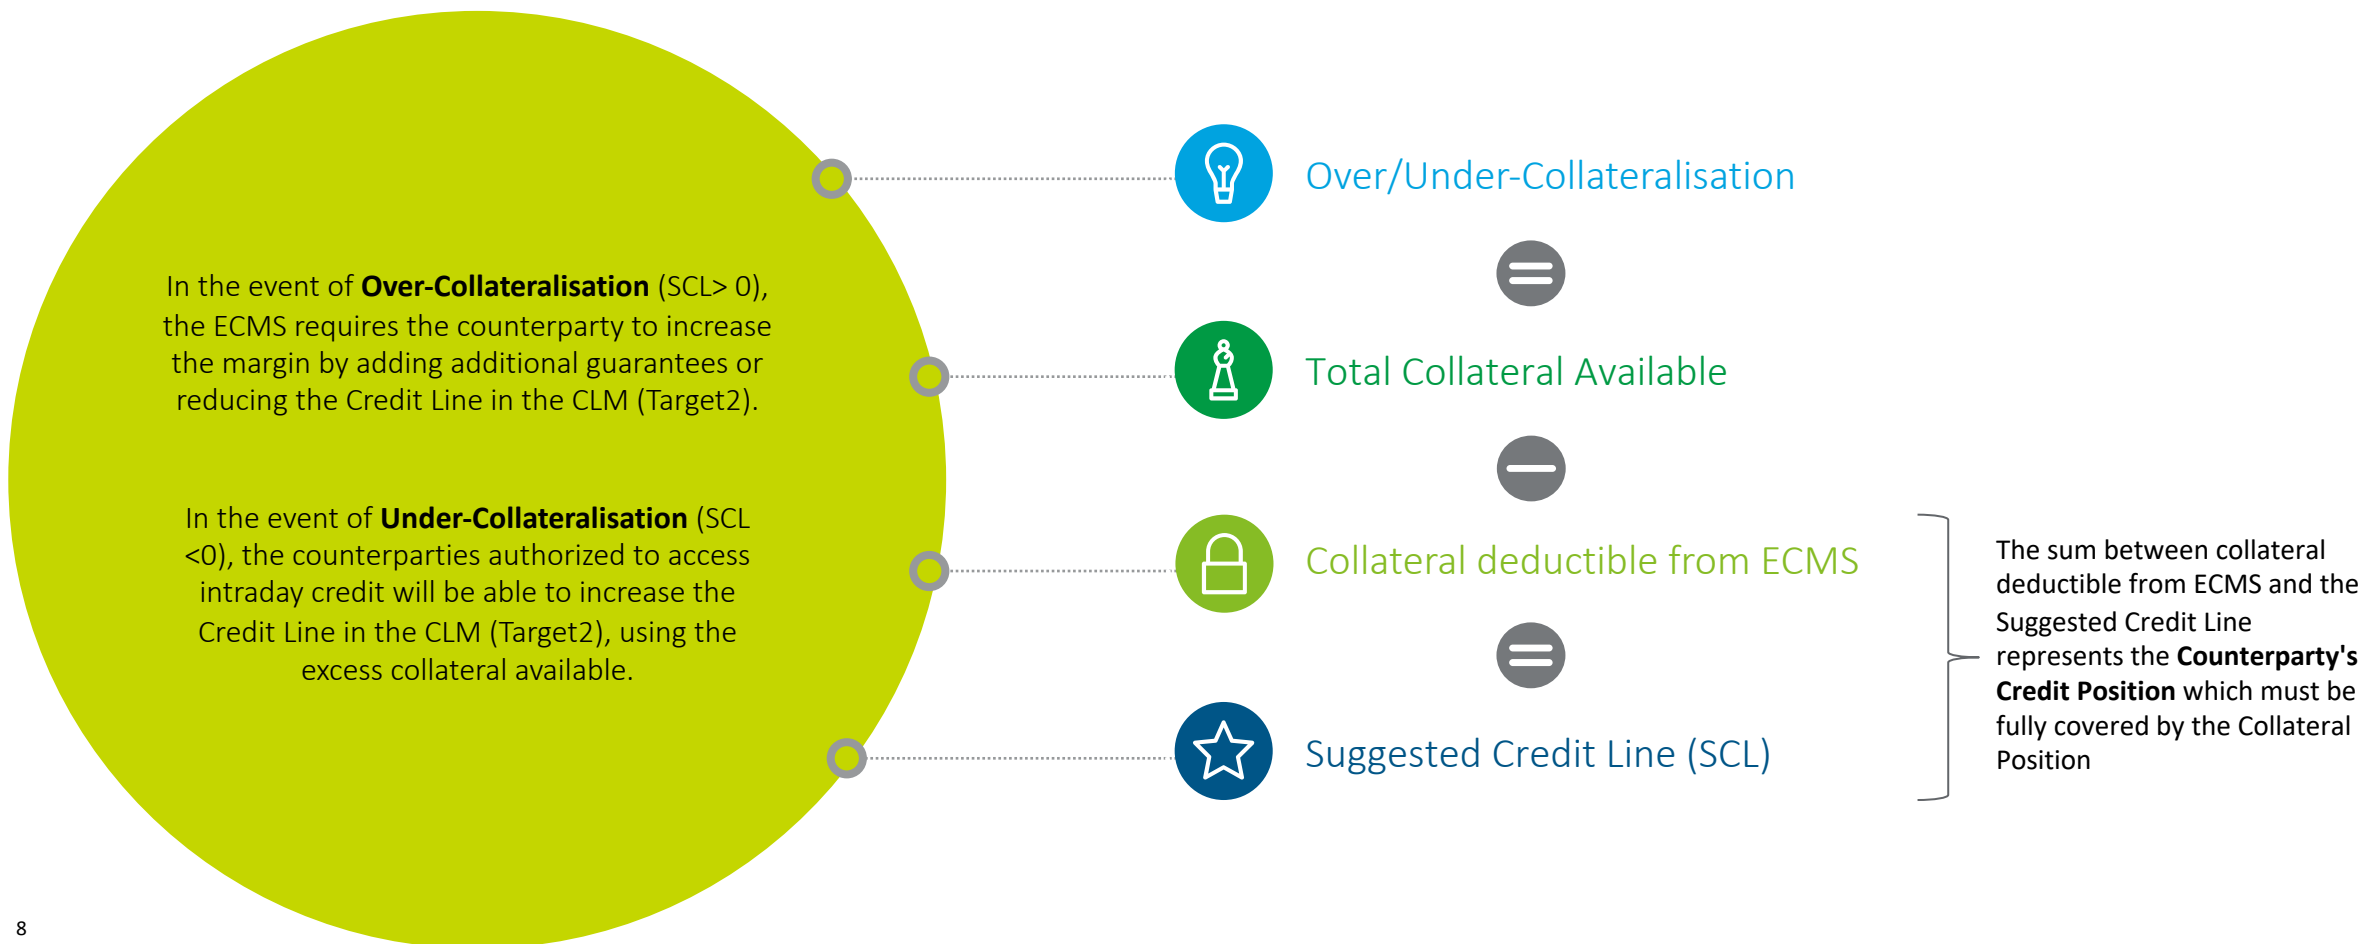 In the event of Over-Collateralisation (SCL> 0),
the ECMS requires the counterparty to increase
the margin by adding additional guarantees or
reducing the Credit Line in the CLM (Target2).
In the event of Under-Collateralisation (SCL
<0), the counterparties authorized to access
intraday credit will be able to increase the
Credit Line in the CLM (Target2), using the
excess collateral available.
Over/Under-Collateralisation
=
Total Collateral Available
−
Collateral deductible from ECMS
=
Suggested Credit Line (SCL)
The sum between collateral
deductible from ECMS and the
Suggested Credit Line
represents the Counterparty's
Credit Position which must be
fully covered by the Collateral
Position
8